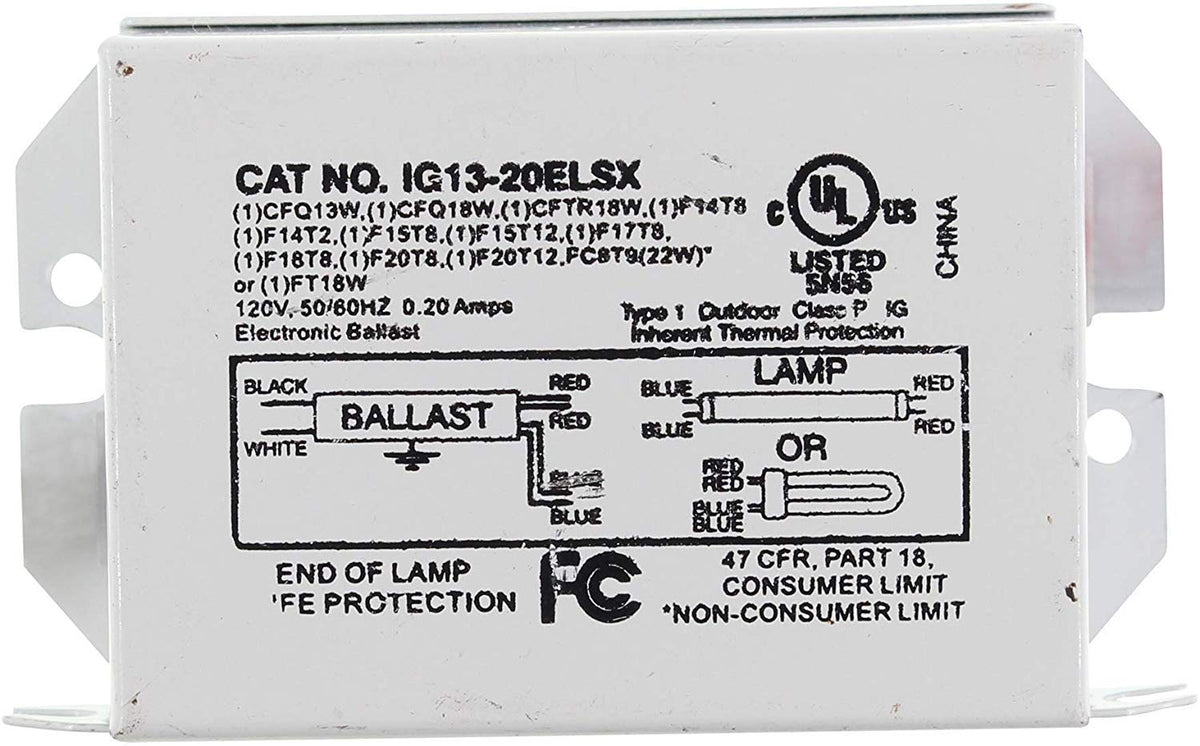 CAT NO. IG13-20ELSX
(1)CFQ13W,(1)CFQ18W,(1)CFTR18W,(1)F14T8
(1)F14T2,(1)F15T8,(1)F15T12,(1)F17T8,
(1)F18T8,(1)F20T8,(1)F20T12,FC8T9(22W)*
or (1)FT18W
120V,-50/60HZ 0.20 Amps
Electronic Ballast
UL
C US
LISTED
5N56
CHINA
Type 1 Outdoor Class P IG
Inherent Thermal Protection
BLACK
WHITE
BALLAST
RED
RED
BLUE
BLUE
LAMP
BLUE
BLUE
RED
RED
OR
RED
RED
BLUE
BLUE
END OF LAMP
'FE PROTECTION
FC
47 CFR, PART 18,
CONSUMER LIMIT
*NON-CONSUMER LIMIT